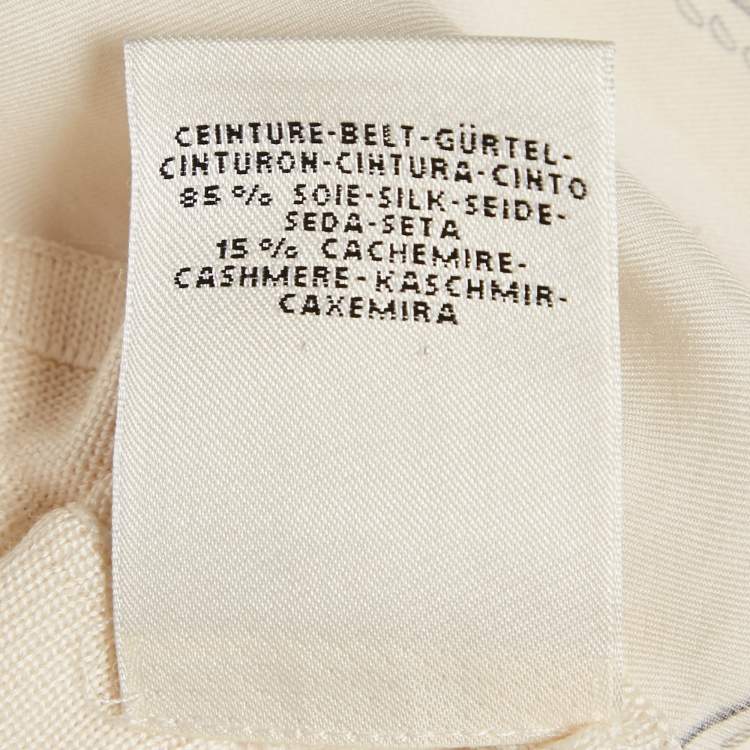 CEINTURE-BELT-GÜRTEL-
CINTURON-CINTURA-CINTO
85 % SOIE-SILK-SEIDE-
SEDA-SETA
15 % CACHEMIRE-
CASHMERE-KASCHMIR-
CAXEMIRA